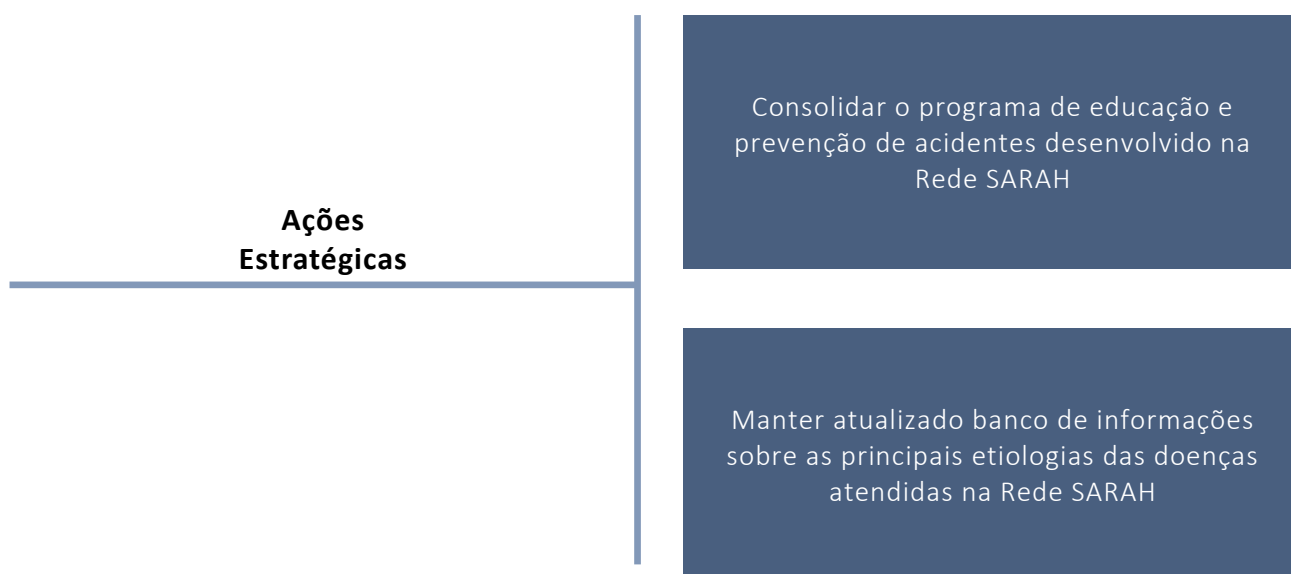 Ações
Estratégicas
Consolidar o programa de educação e
prevenção de acidentes desenvolvido na
Rede SARAH
Manter atualizado banco de informações
sobre as principais etiologias das doenças
atendidas na Rede SARAH